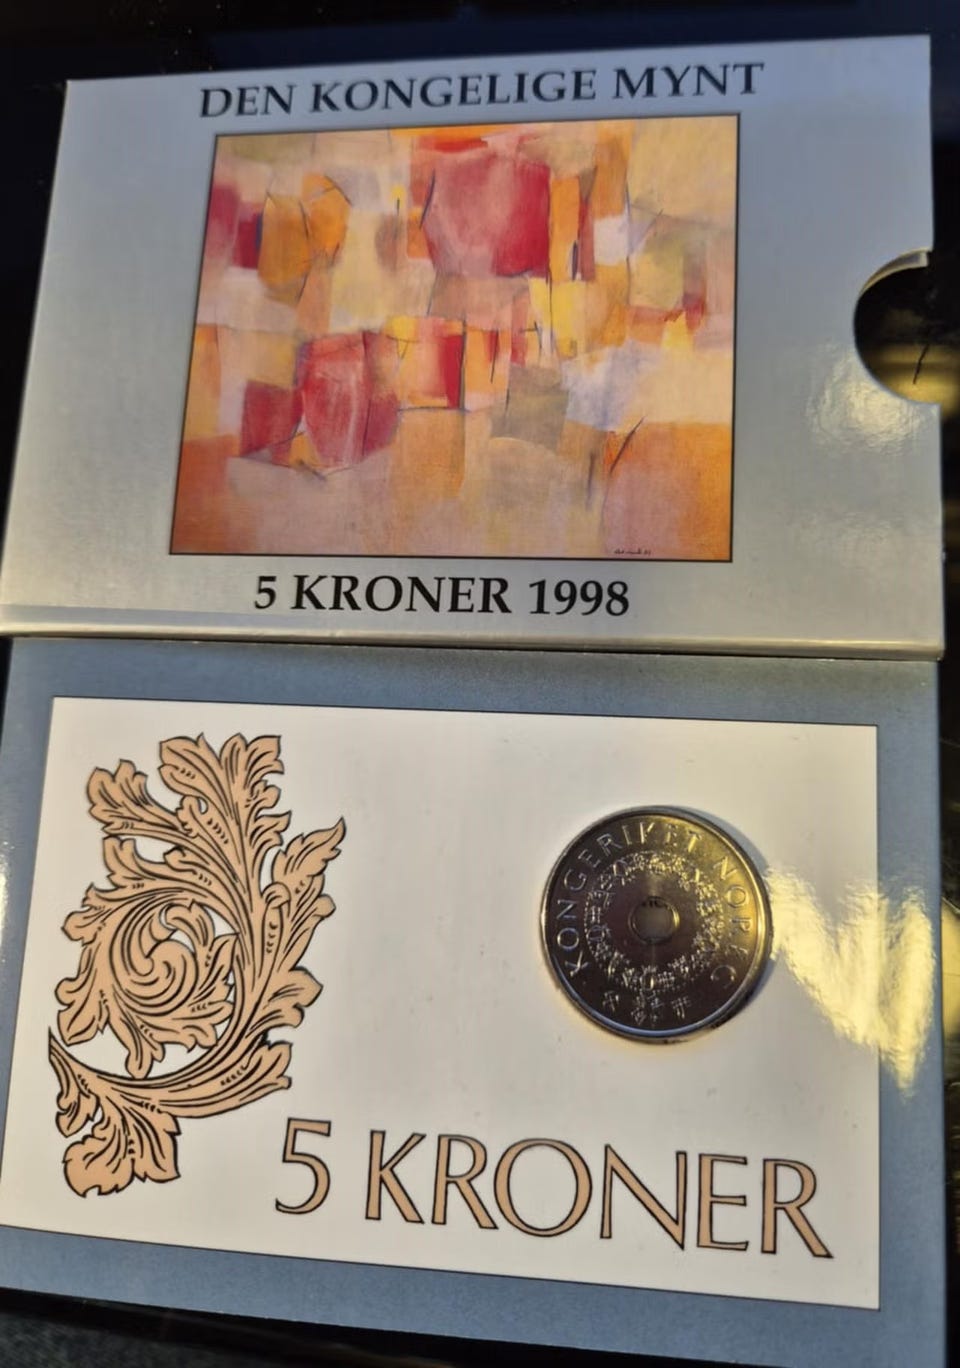 DEN KONGELIGE MYNT
5 KRONER 1998
KONGERIKET NORGE
5 KRONER